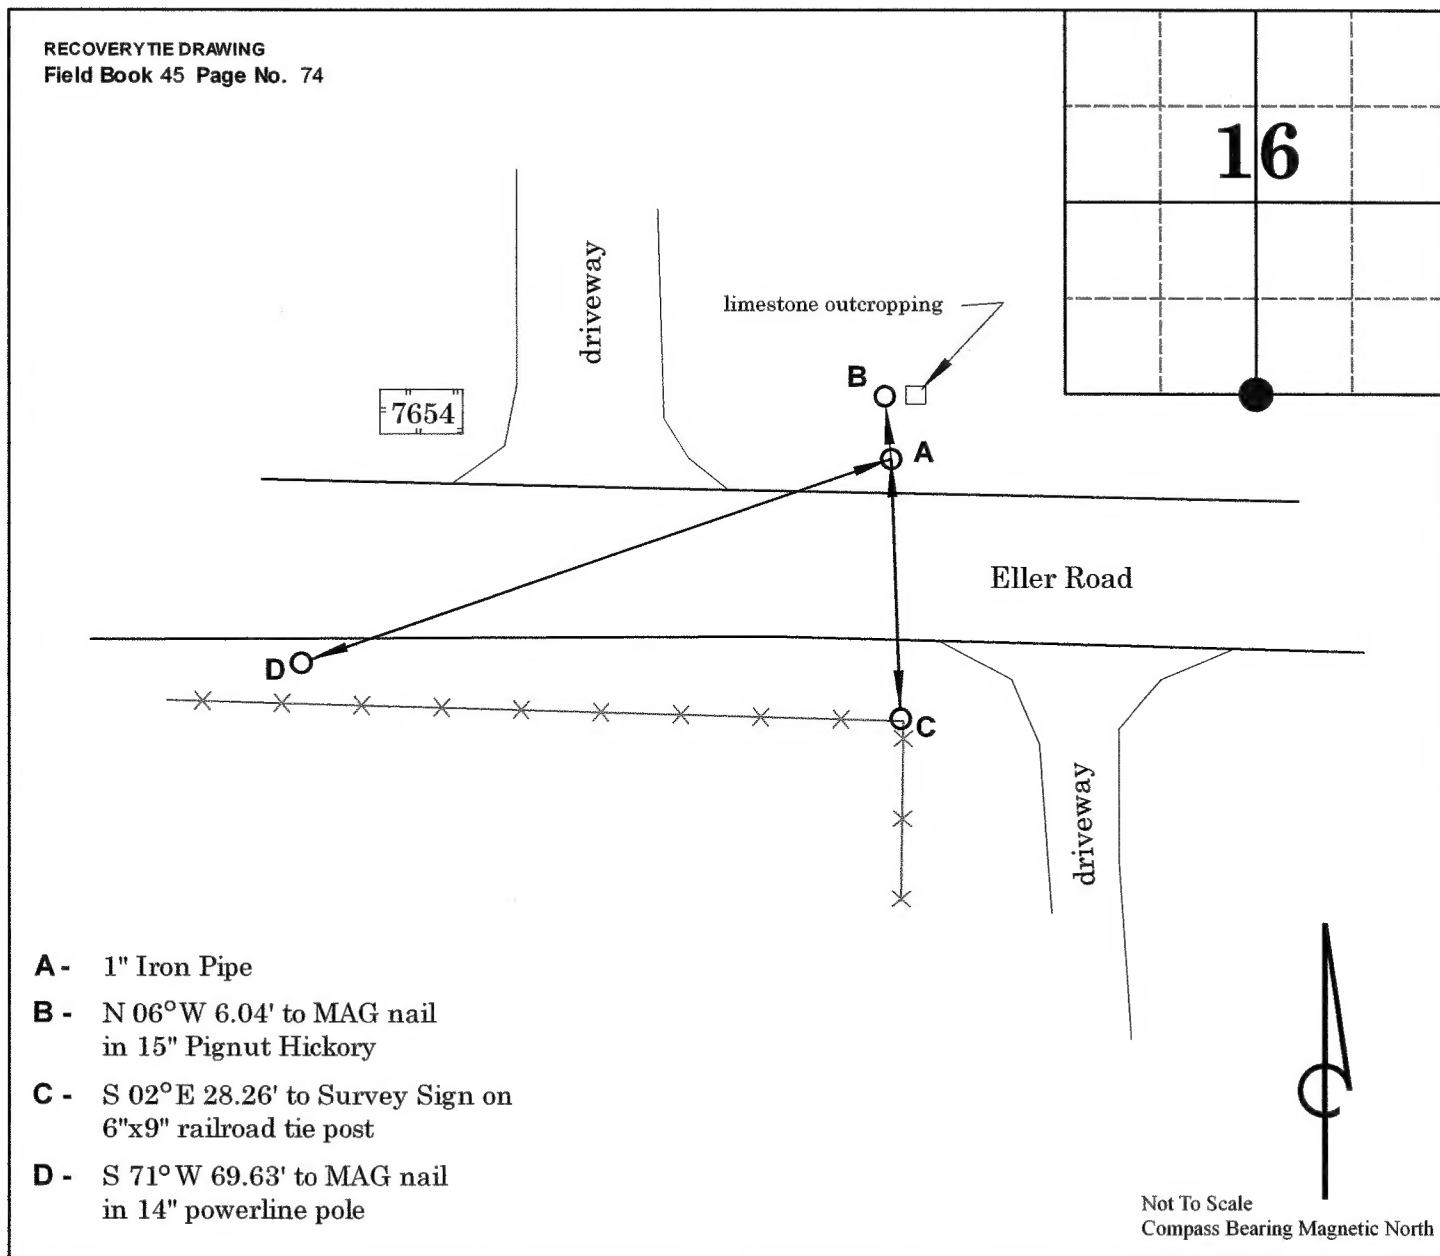 RECOVERY TIE DRAWING
Field Book 45 Page No. 74
16
driveway
limestone outcropping
B
7654
A
Eller Road
D
C
driveway
A - 1" Iron Pipe
B - N 06°W 6.04' to MAG nail
in 15" Pignut Hickory
C - S 02°E 28.26' to Survey Sign on
6"x9" railroad tie post
D - S 71°W 69.63' to MAG nail
in 14" powerline pole
Not To Scale
Compass Bearing Magnetic North